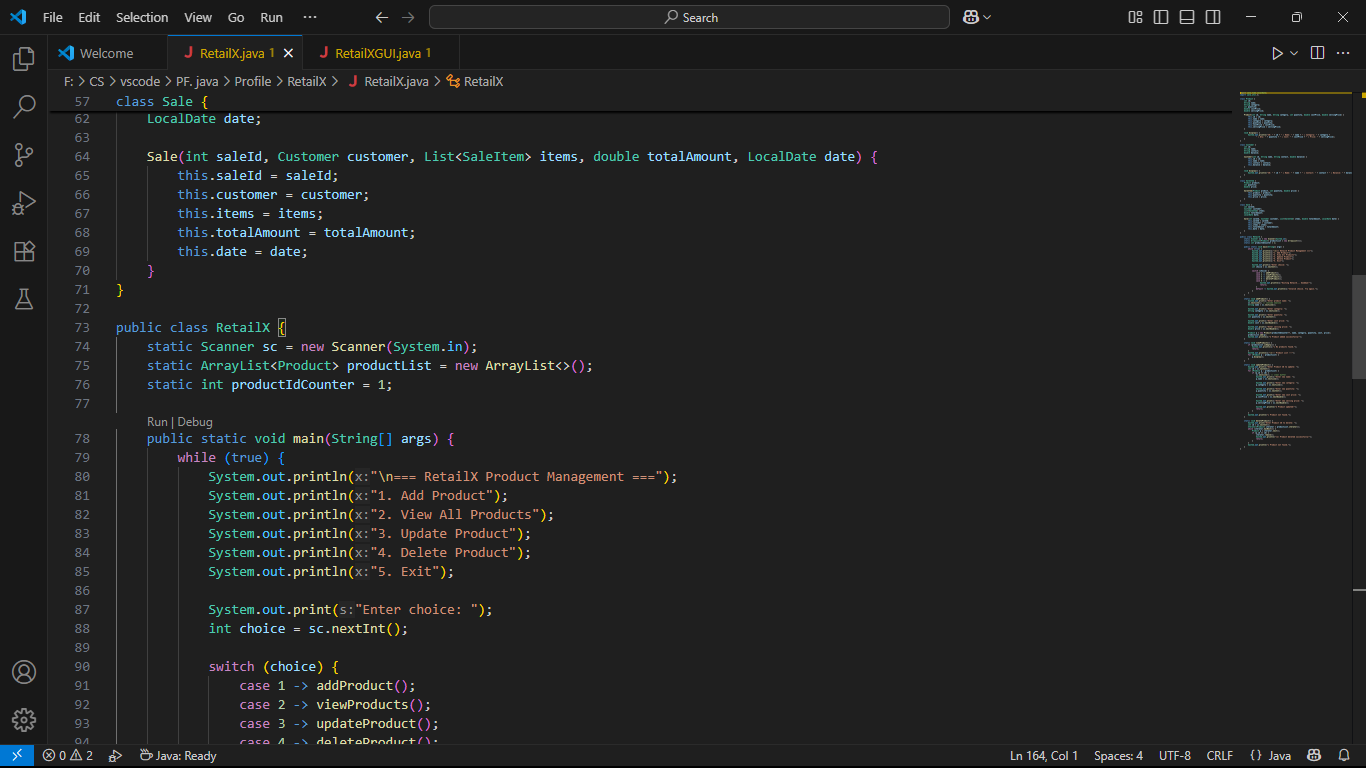 File Edit Selection View Go Run ··· Search
Welcome RetailX.java 1 RetailXGUI.java 1
F: > CS > vscode > PF. java > Profile > RetailX > RetailX.java > RetailX
57 class Sale {
62 LocalDate date;
63
64 Sale(int saleId, Customer customer, List<SaleItem> items, double totalAmount, LocalDate date) {
65 this.saleId = saleId;
66 this.customer = customer;
67 this.items = items;
68 this.totalAmount = totalAmount;
69 this.date = date;
70 }
71 }
72
73 public class RetailX {
74 static Scanner sc = new Scanner(System.in);
75 static ArrayList<Product> productList = new ArrayList<>();
76 static int productIdCounter = 1;
77
Run | Debug
78 public static void main(String[] args) {
79 while (true) {
80 System.out.println(x:"\n=== RetailX Product Management ===");
81 System.out.println(x:"1. Add Product");
82 System.out.println(x:"2. View All Products");
83 System.out.println(x:"3. Update Product");
84 System.out.println(x:"4. Delete Product");
85 System.out.println(x:"5. Exit");
86
87 System.out.print(s:"Enter choice: ");
88 int choice = sc.nextInt();
89
90 switch (choice) {
91 case 1 -> addProduct();
92 case 2 -> viewProducts();
93 case 3 -> updateProduct();
94 case 4 -> deleteProduct();
0 2 Java: Ready Ln 164, Col 1 Spaces: 4 UTF-8 CRLF {} Java